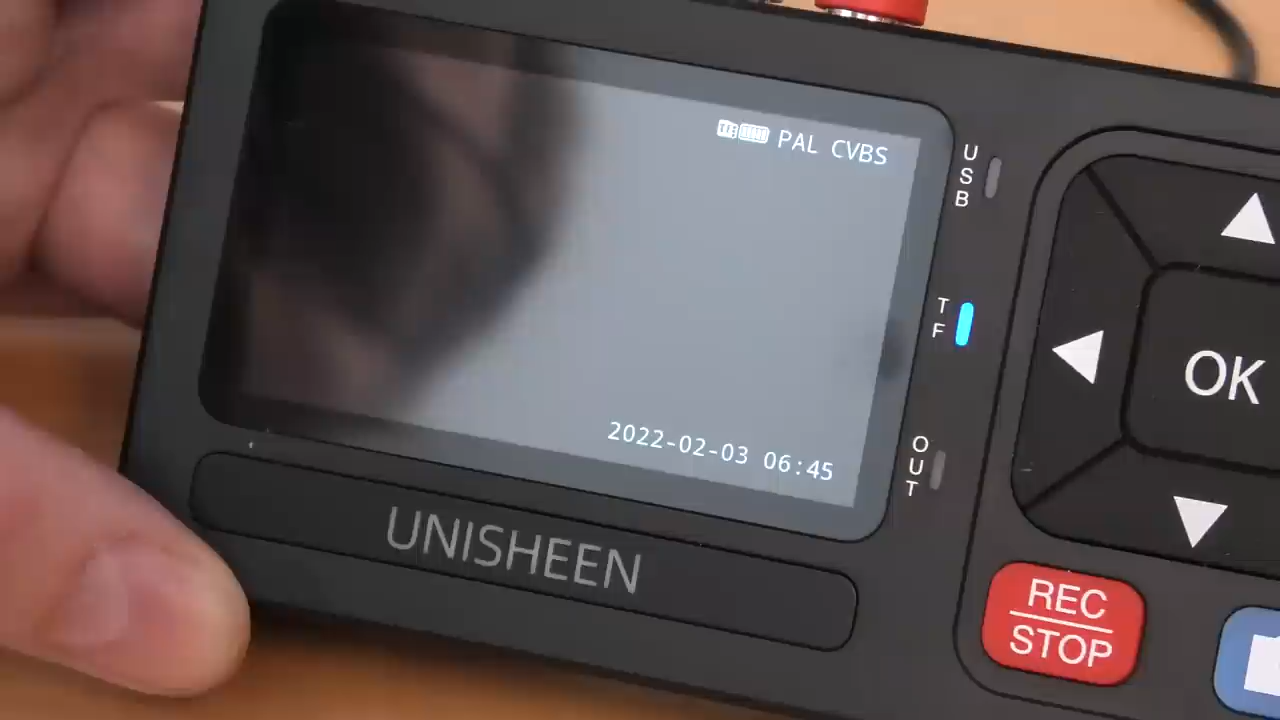 PAL CVBS
2022-02-03 06:45
UNISHEEN
USB
TF
OUT
OK
REC
STOP